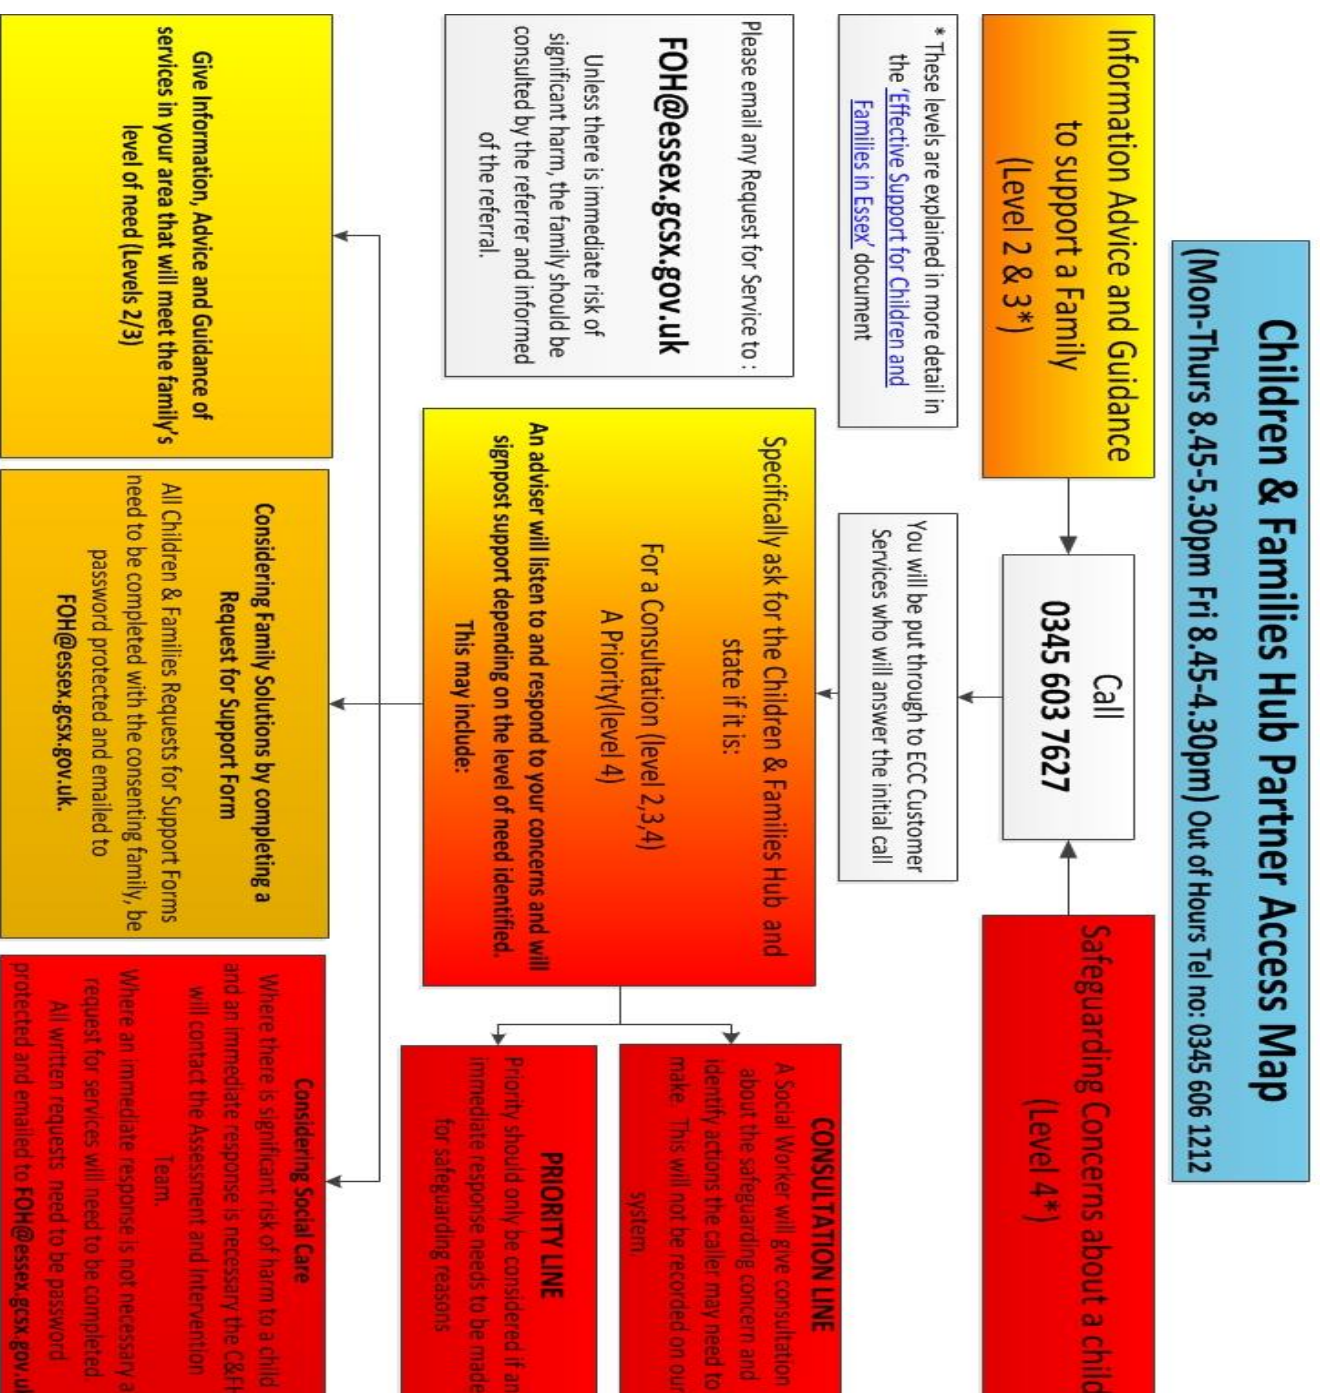 Children & Families Hub Partner Access Map
(Mon-Thurs 8.45-5.30pm Fri 8.45-4.30pm) Out of Hours Tel no: 0345 606 1212
Information Advice and Guidance
to support a Family
(Level 2 & 3*)
Call
0345 603 7627
Safeguarding Concerns about a child
(Level 4*)
* These levels are explained in more detail in
the 'Effective Support for Children and
Families in Essex' document
You will be put through to ECC Customer
Services who will answer the initial call
Please email any Request for Service to :
FOH@essex.gcsx.gov.uk
Unless there is immediate risk of
significant harm, the family should be
consulted by the referrer and informed
of the referral.
Specifically ask for the Children & Families Hub and
state if it is:
For a Consultation (level 2,3,4)
A Priority(level 4)
An adviser will listen to and respond to your concerns and will
signpost support depending on the level of need identified.
This may include:
CONSULTATION LINE
A Social Worker will give consultation
about the safeguarding concern and
identify actions the caller may need to
make. This will not be recorded on our
system.
PRIORITY LINE
Priority should only be considered if an
immediate response needs to be made
for safeguarding reasons
Give Information, Advice and Guidance of
services in your area that will meet the family's
level of need (Levels 2/3)
Considering Family Solutions by completing a
Request for Support Form
All Children & Families Requests for Support Forms
need to be completed with the consenting family, be
password protected and emailed to
FOH@essex.gcsx.gov.uk.
Considering Social Care
Where there is significant risk of harm to a child
and an immediate response is necessary the C&FH
will contact the Assessment and Intervention
Team.
Where an immediate response is not necessary a
request for services will need to be completed.
All written requests need to be password
protected and emailed to FOH@essex.gcsx.gov.uk